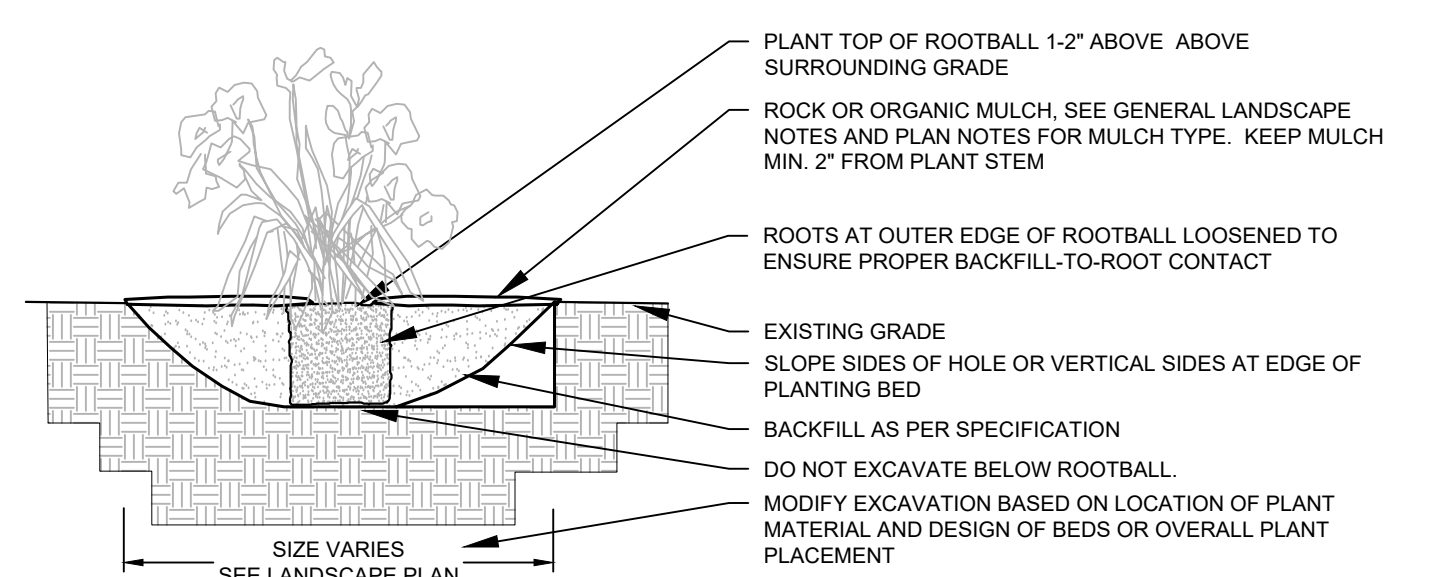 PLANT TOP OF ROOTBALL 1-2" ABOVE ABOVE
SURROUNDING GRADE
ROCK OR ORGANIC MULCH, SEE GENERAL LANDSCAPE
NOTES AND PLAN NOTES FOR MULCH TYPE. KEEP MULCH
MIN. 2" FROM PLANT STEM
ROOTS AT OUTER EDGE OF ROOTBALL LOOSENED TO
ENSURE PROPER BACKFILL-TO-ROOT CONTACT
EXISTING GRADE
SLOPE SIDES OF HOLE OR VERTICAL SIDES AT EDGE OF
PLANTING BED
BACKFILL AS PER SPECIFICATION
DO NOT EXCAVATE BELOW ROOTBALL.
MODIFY EXCAVATION BASED ON LOCATION OF PLANT
MATERIAL AND DESIGN OF BEDS OR OVERALL PLANT
PLACEMENT
SIZE VARIES
SEE LANDSCAPE PLAN